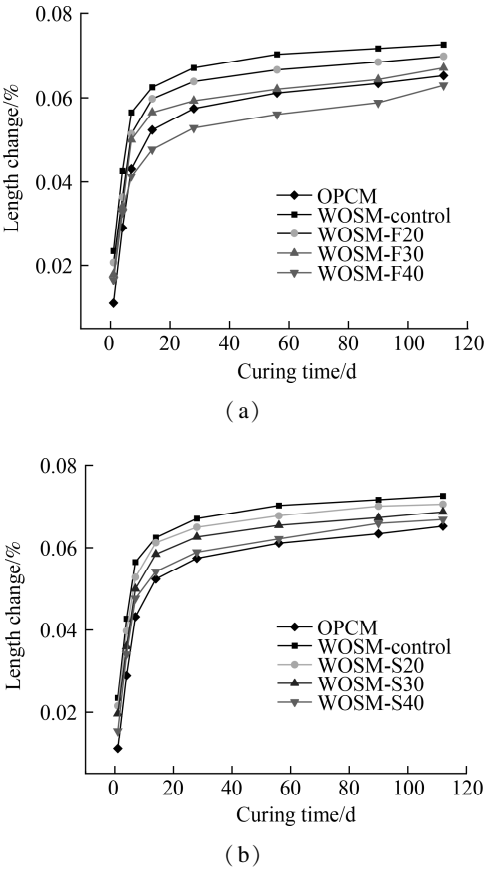 0.08
0.06
0.04
0.02
Length change/%
OPCM
WOSM-control
WOSM-F20
WOSM-F30
WOSM-F40
0 20 40 60 80 100 120
Curing time/d
(a)
0.08
0.06
0.04
0.02
Length change/%
OPCM
WOSM-control
WOSM-S20
WOSM-S30
WOSM-S40
0 20 40 60 80 100 120
Curing time/d
(b)